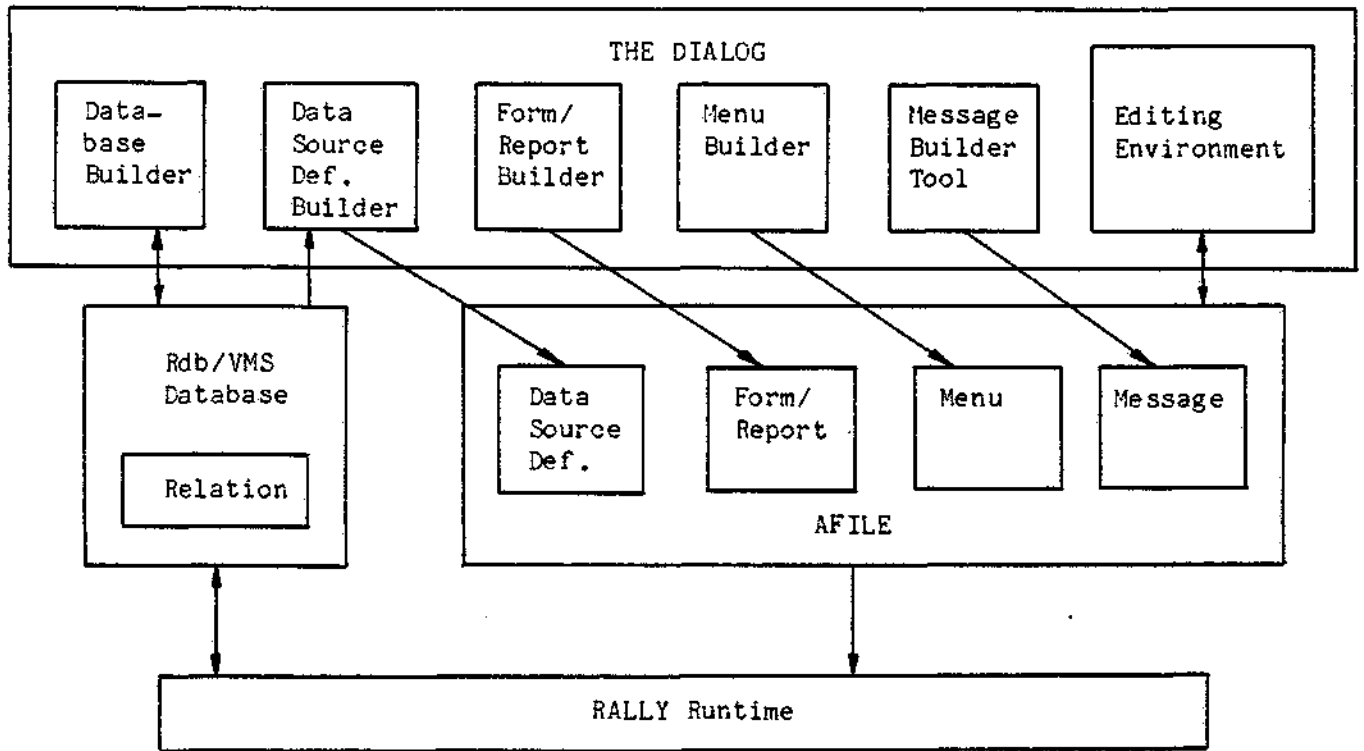 THE DIALOG
Data-
base
Builder
Data
Source
Def.
Builder
Form/
Report
Builder
Menu
Builder
Message
Builder
Tool
Editing
Environment
Rdb/VMS
Database
Relation
Data
Source
Def.
Form/
Report
Menu
Message
AFILE
RALLY Runtime